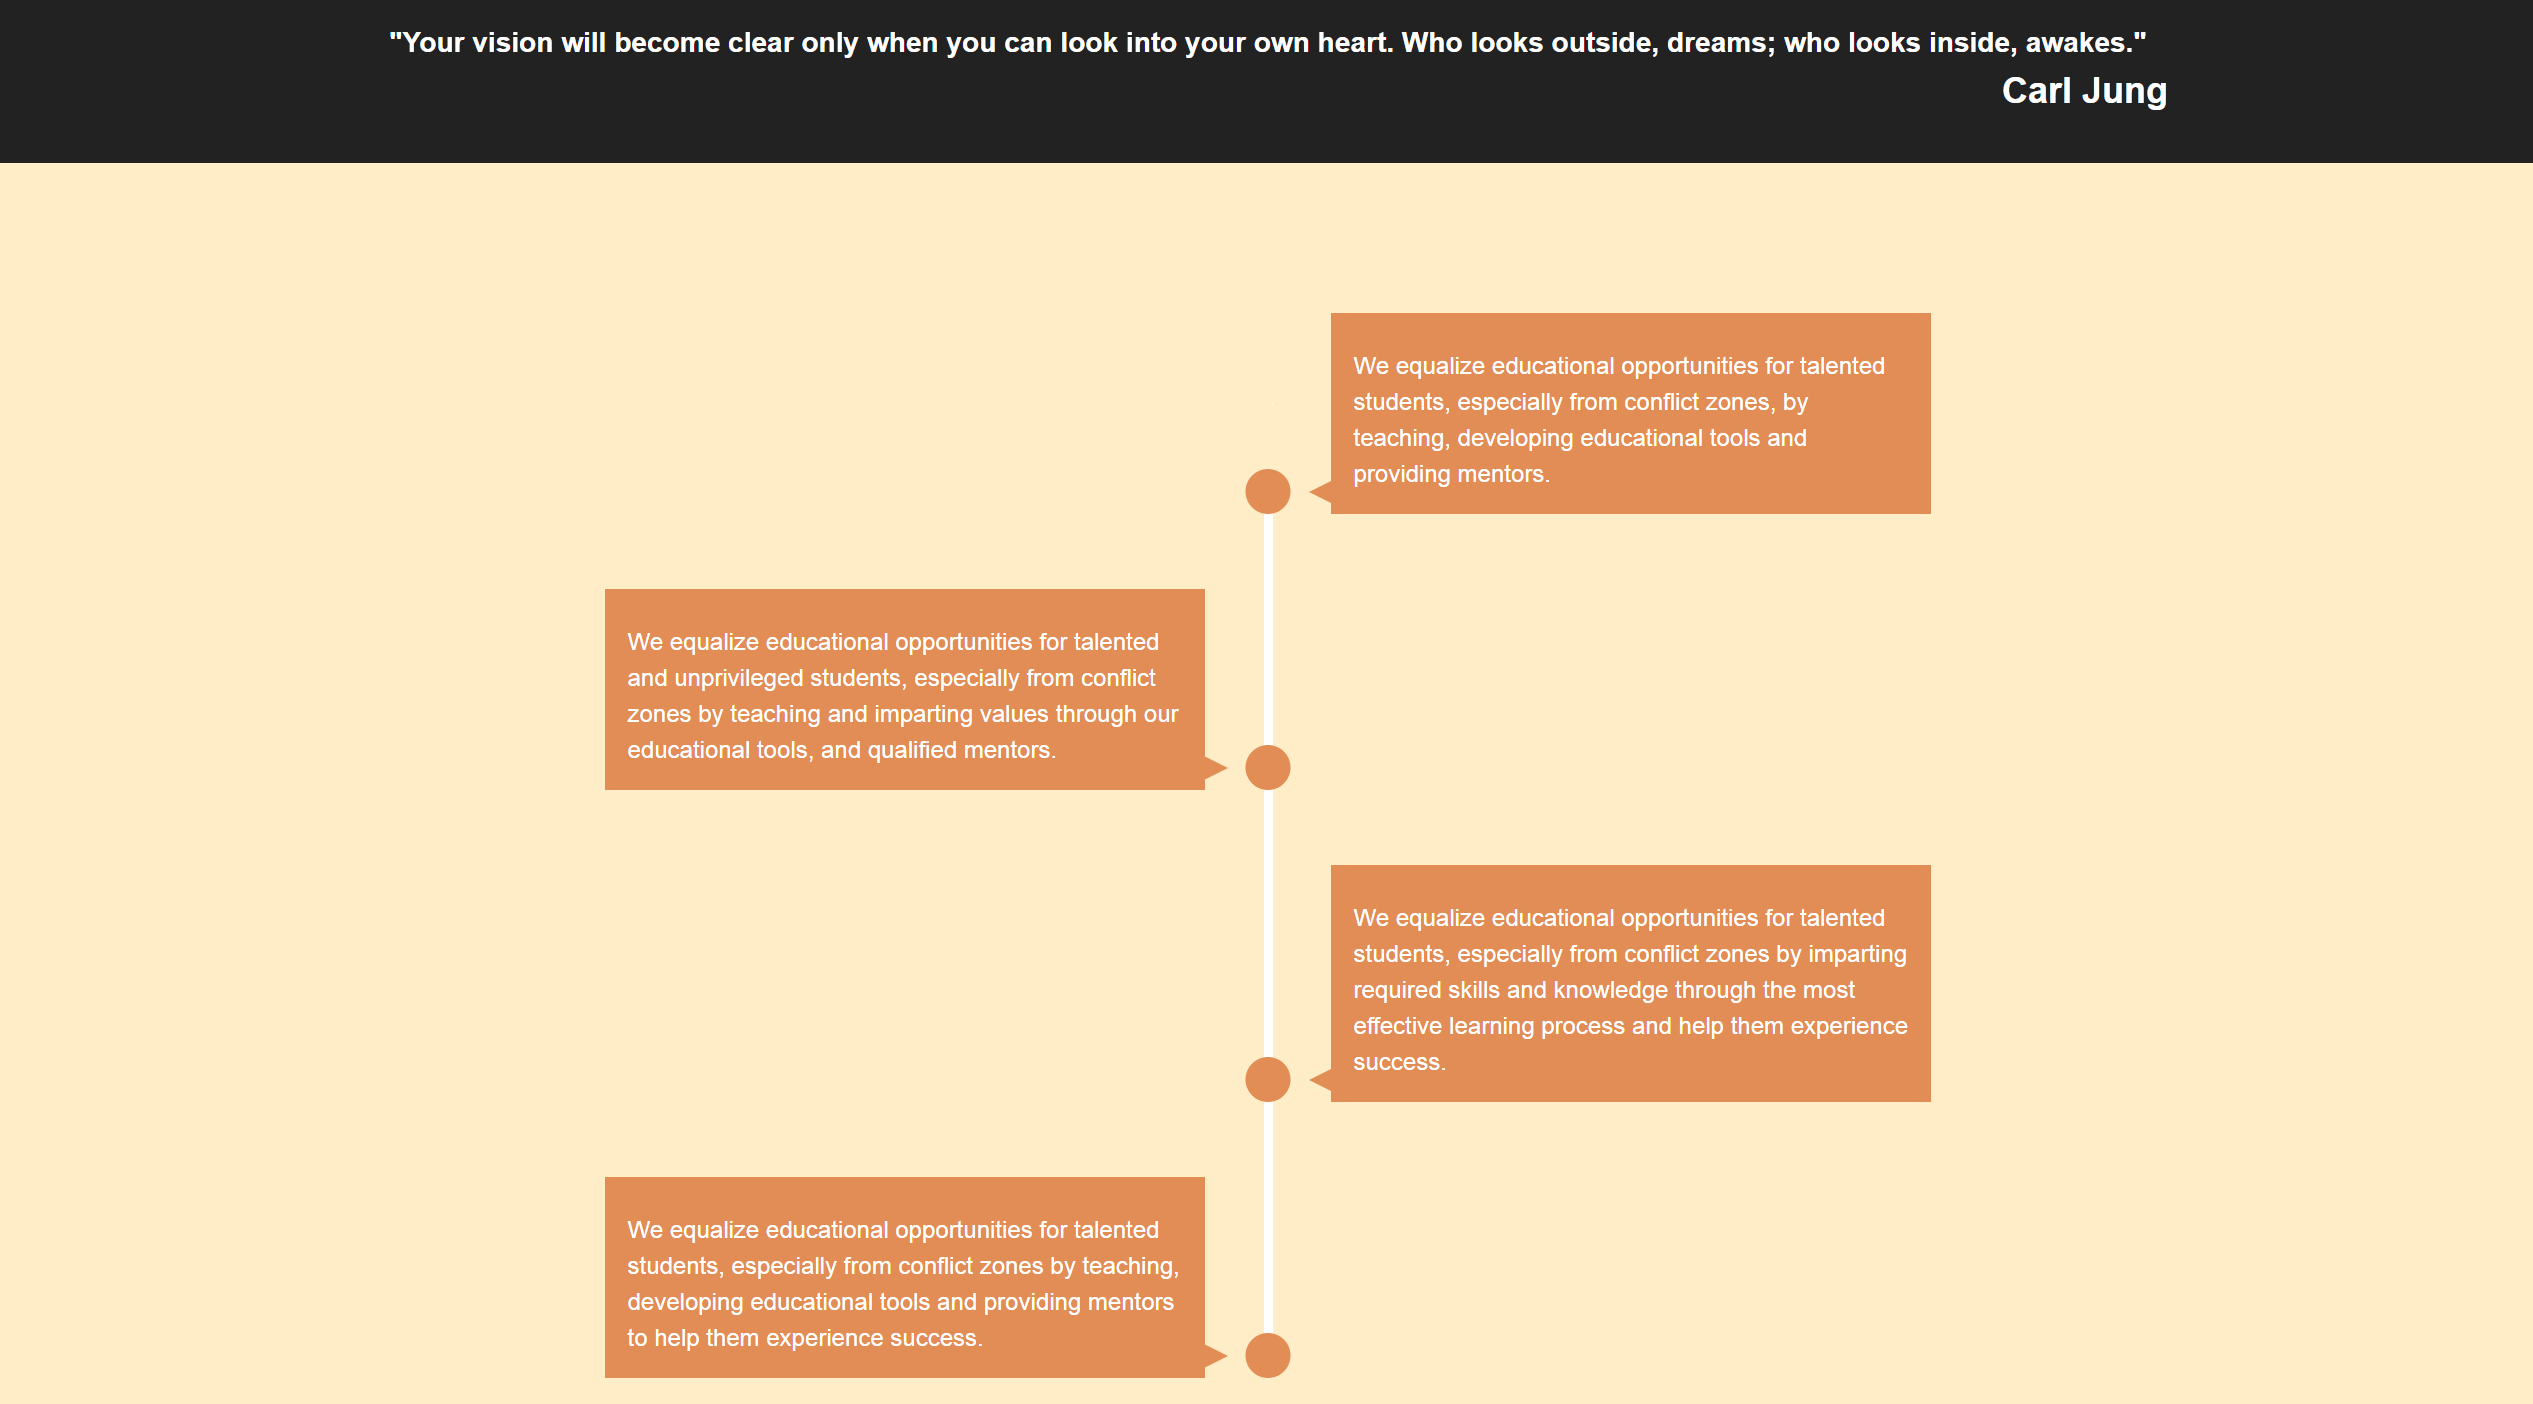 "Your vision will become clear only when you can look into your own heart. Who looks outside, dreams; who looks inside, awakes."
Carl Jung
We equalize educational opportunities for talented
students, especially from conflict zones, by
teaching, developing educational tools and
providing mentors.
We equalize educational opportunities for talented
and unprivileged students, especially from conflict
zones by teaching and imparting values through our
educational tools, and qualified mentors.
We equalize educational opportunities for talented
students, especially from conflict zones by imparting
required skills and knowledge through the most
effective learning process and help them experience
success.
We equalize educational opportunities for talented
students, especially from conflict zones by teaching,
developing educational tools and providing mentors
to help them experience success.